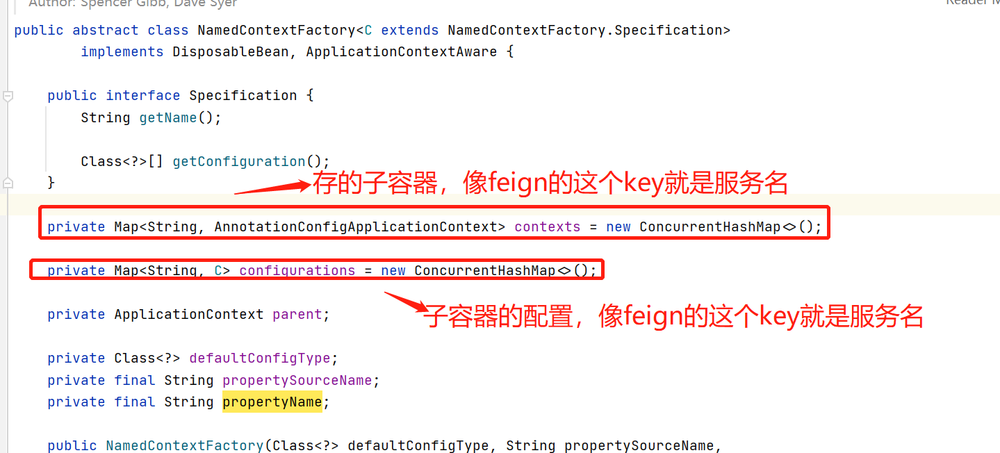 Author: Spencer Gibb, Dave Syer
Reader M
public abstract class NamedContextFactory<C extends NamedContextFactory.Specification>
implements DisposableBean, ApplicationContextAware {
public interface Specification {
String getName();
Class<?>[] getConfiguration();
}
存的子容器，像feign的这个key就是服务名
private Map<String, AnnotationConfigApplicationContext> contexts = new ConcurrentHashMap<>();
private Map<String, C> configurations = new ConcurrentHashMap<>();
子容器的配置，像feign的这个key就是服务名
private ApplicationContext parent;
private Class<?> defaultConfigType;
private final String propertySourceName;
private final String propertyName;
public NamedContextFactory(Class<?> defaultConfigType, String propertySourceName,